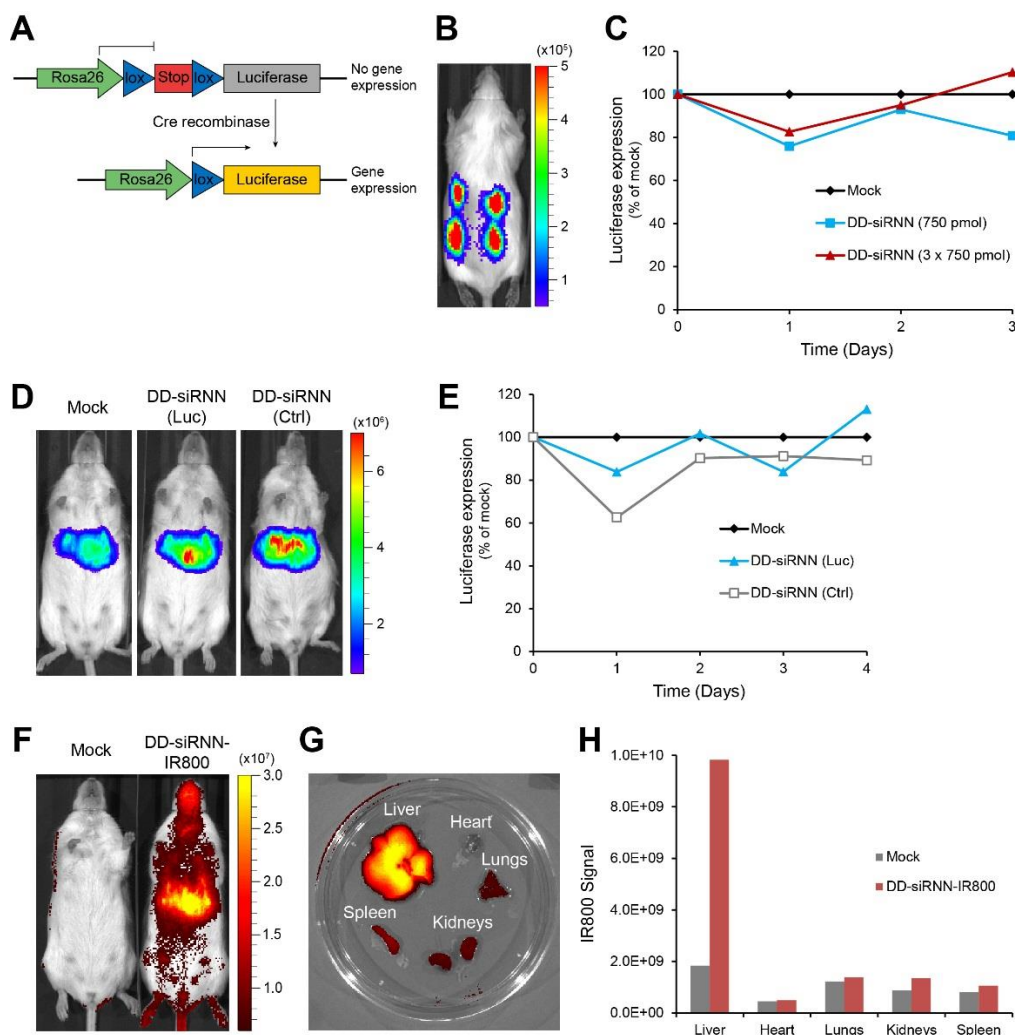 A
Rosa26 lox Stop lox Luciferase
No gene
expression
Cre recombinase
Rosa26 lox Luciferase
Gene
expression
B
(x10⁵)
5
4
3
2
1
C
120
100
80
60
40
20
0
Luciferase expression
(% of mock)
Mock
DD-siRNN (750 pmol)
DD-siRNN (3 x 750 pmol)
0 1 2 3
Time (Days)
D
Mock
DD-siRNN
(Luc)
DD-siRNN
(Ctrl)
(x10⁶)
6
4
2
E
120
100
80
60
40
20
0
Luciferase expression
(% of mock)
Mock
DD-siRNN (Luc)
DD-siRNN (Ctrl)
0 1 2 3 4
Time (Days)
F
Mock
DD-siRNN-
IR800
(x10⁷)
3.0
2.5
2.0
1.5
1.0
G
Liver
Heart
Lungs
Spleen
Kidneys
H
1.0E+10
8.0E+09
6.0E+09
4.0E+09
2.0E+09
0.0E+00
IR800 Signal
Mock
DD-siRNN-IR800
Liver Heart Lungs Kidneys Spleen